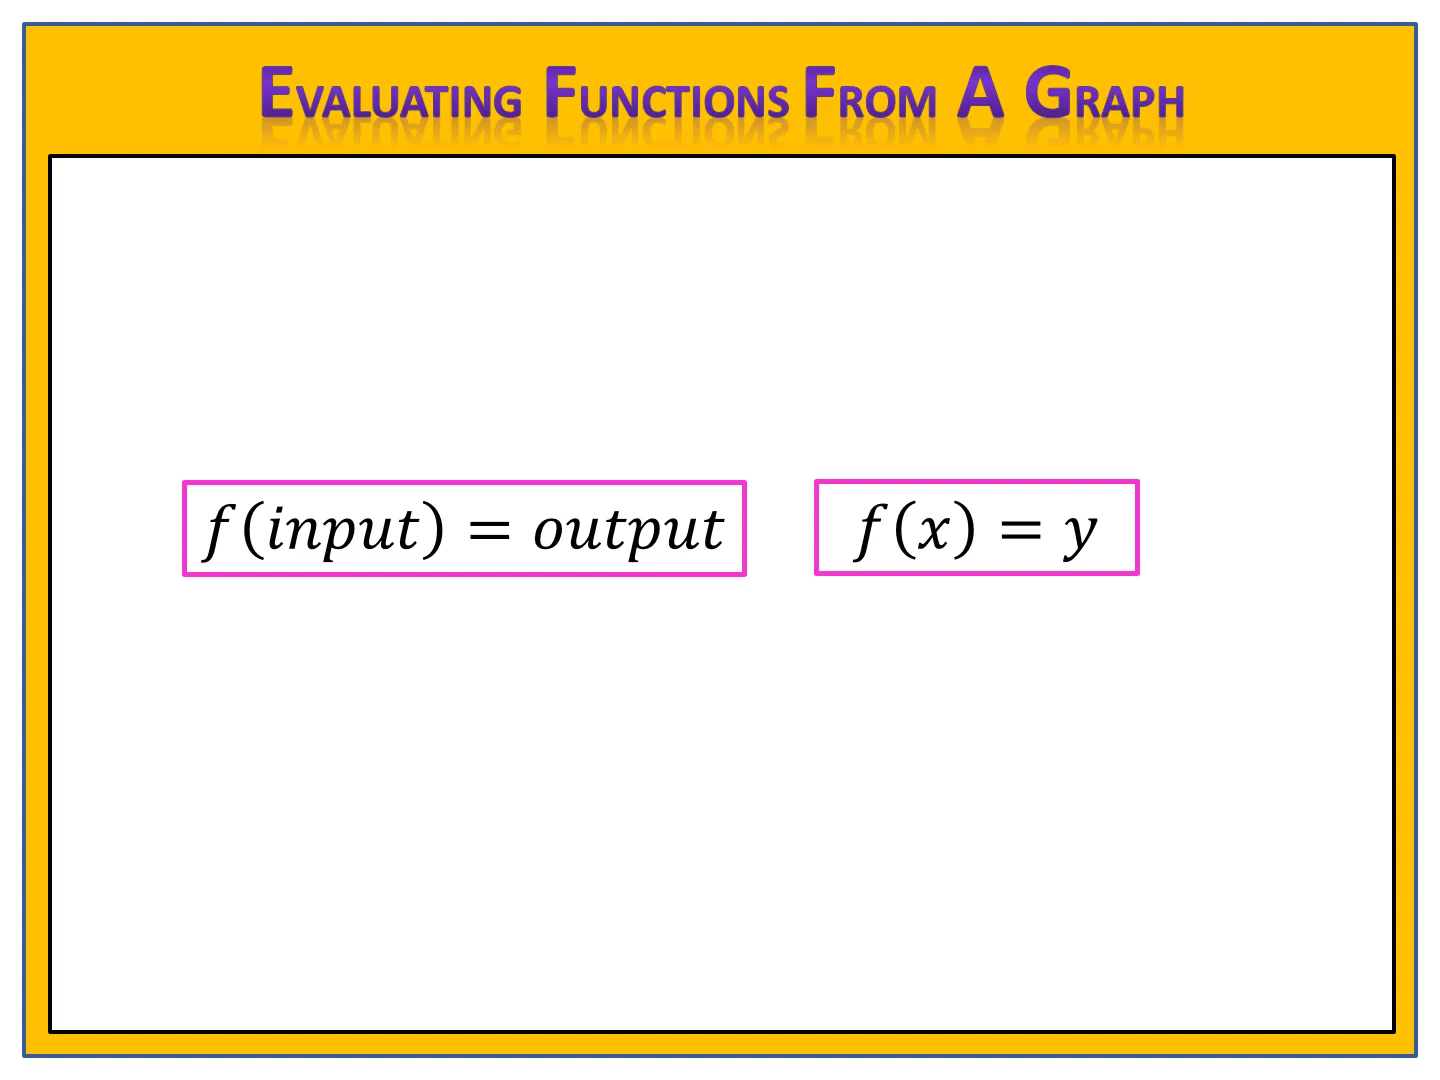 Evaluating Functions From A Graph
f(input) = output
f(x) = y